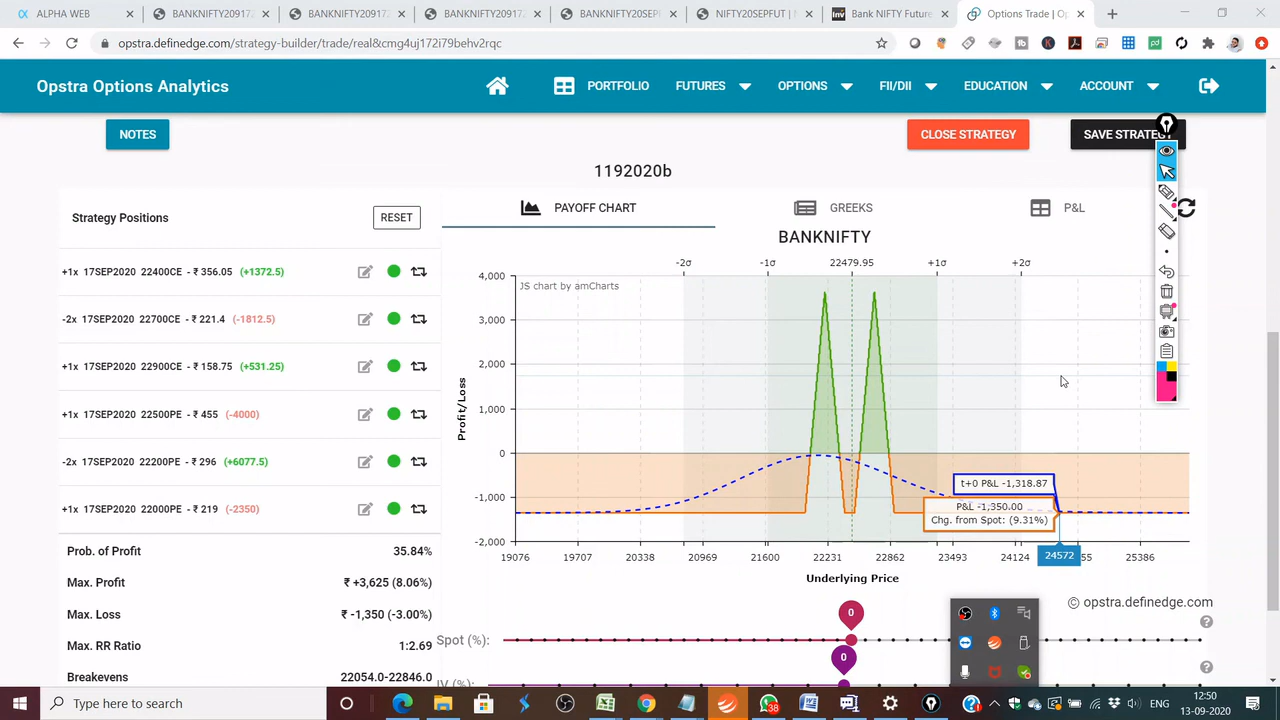 ALPHA WEB
BANKNIFTY20917
BANKNIFTY20917
BANKNIFTY20917
BANKNIFTY20SEPF
NIFTY20SEPFUT | N
Bank NIFTY Future
Options Trade | Op
opstra.definedge.com/strategy-builder/trade/real&cmg4uj172i79behv2rqc
Opstra Options Analytics
PORTFOLIO
FUTURES
OPTIONS
FII/DII
EDUCATION
ACCOUNT
NOTES
CLOSE STRATEGY
SAVE STRATEGY
1192020b
Strategy Positions
RESET
PAYOFF CHART
GREEKS
P&L
BANKNIFTY
+1x 17SEP2020 22400CE - ₹ 356.05 (+1372.5)
-2x 17SEP2020 22700CE - ₹ 221.4 (-1812.5)
+1x 17SEP2020 22900CE - ₹ 158.75 (+531.25)
+1x 17SEP2020 22500PE - ₹ 455 (-4000)
-2x 17SEP2020 22200PE - ₹ 296 (+6077.5)
+1x 17SEP2020 22000PE - ₹ 219 (-2350)
Prob. of Profit 35.84%
Max. Profit ₹ +3,625 (8.06%)
Max. Loss ₹ -1,350 (-3.00%)
Max. RR Ratio 1:2.69
Breakevens 22054.0-22846.0
-2σ -1σ 22479.95 +1σ +2σ
JS chart by amCharts
4,000
3,000
2,000
1,000
0
-1,000
-2,000
Profit/Loss
t+0 P&L -1,318.87
P&L -1,350.00
Chg. from Spot: (9.31%)
19076 19707 20338 20969 21600 22231 22862 23493 24124 24572 55 25386
Underlying Price
© opstra.definedge.com
0
Spot (%):
0
IV (%):
Type here to search
38
ENG
12:50
13-09-2020